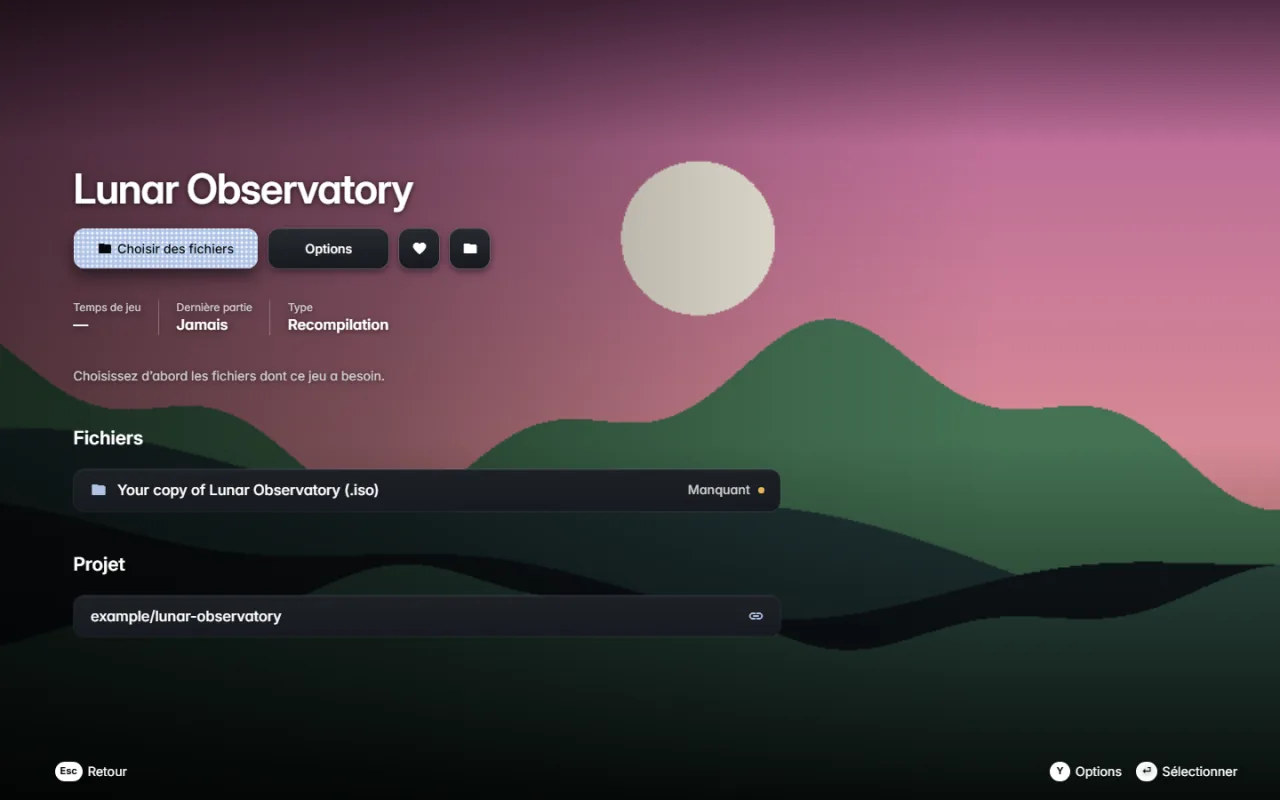 Lunar Observatory
Choisir des fichiers
Options
Temps de jeu
—
Dernière partie
Jamais
Type
Recompilation
Choisissez d'abord les fichiers dont ce jeu a besoin.
Fichiers
Your copy of Lunar Observatory (.iso)
Manquant
Projet
example/lunar-observatory
Esc Retour
Y Options
⏎ Sélectionner